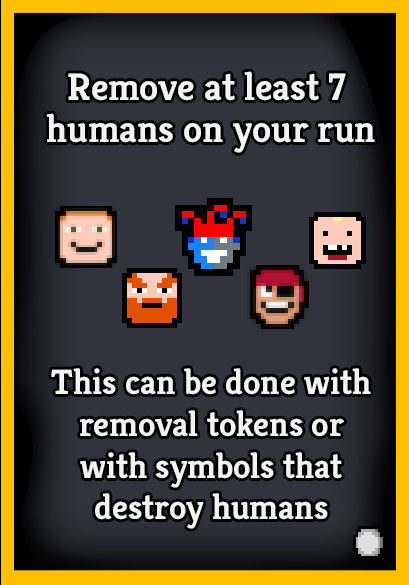 Remove at least 7
humans on your run
This can be done with
removal tokens or
with symbols that
destroy humans